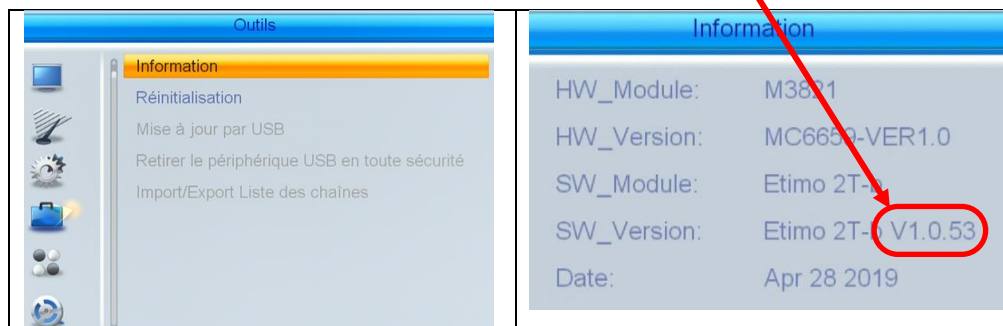 Outils
Information
Réinitialisation
Mise à jour par USB
Retirer le périphérique USB en toute sécurité
Import/Export Liste des chaînes
Information
HW_Module: M3821
HW_Version: MC6659-VER1.0
SW_Module: Etimo 2T-b
SW_Version: Etimo 2T-b V1.0.53
Date: Apr 28 2019